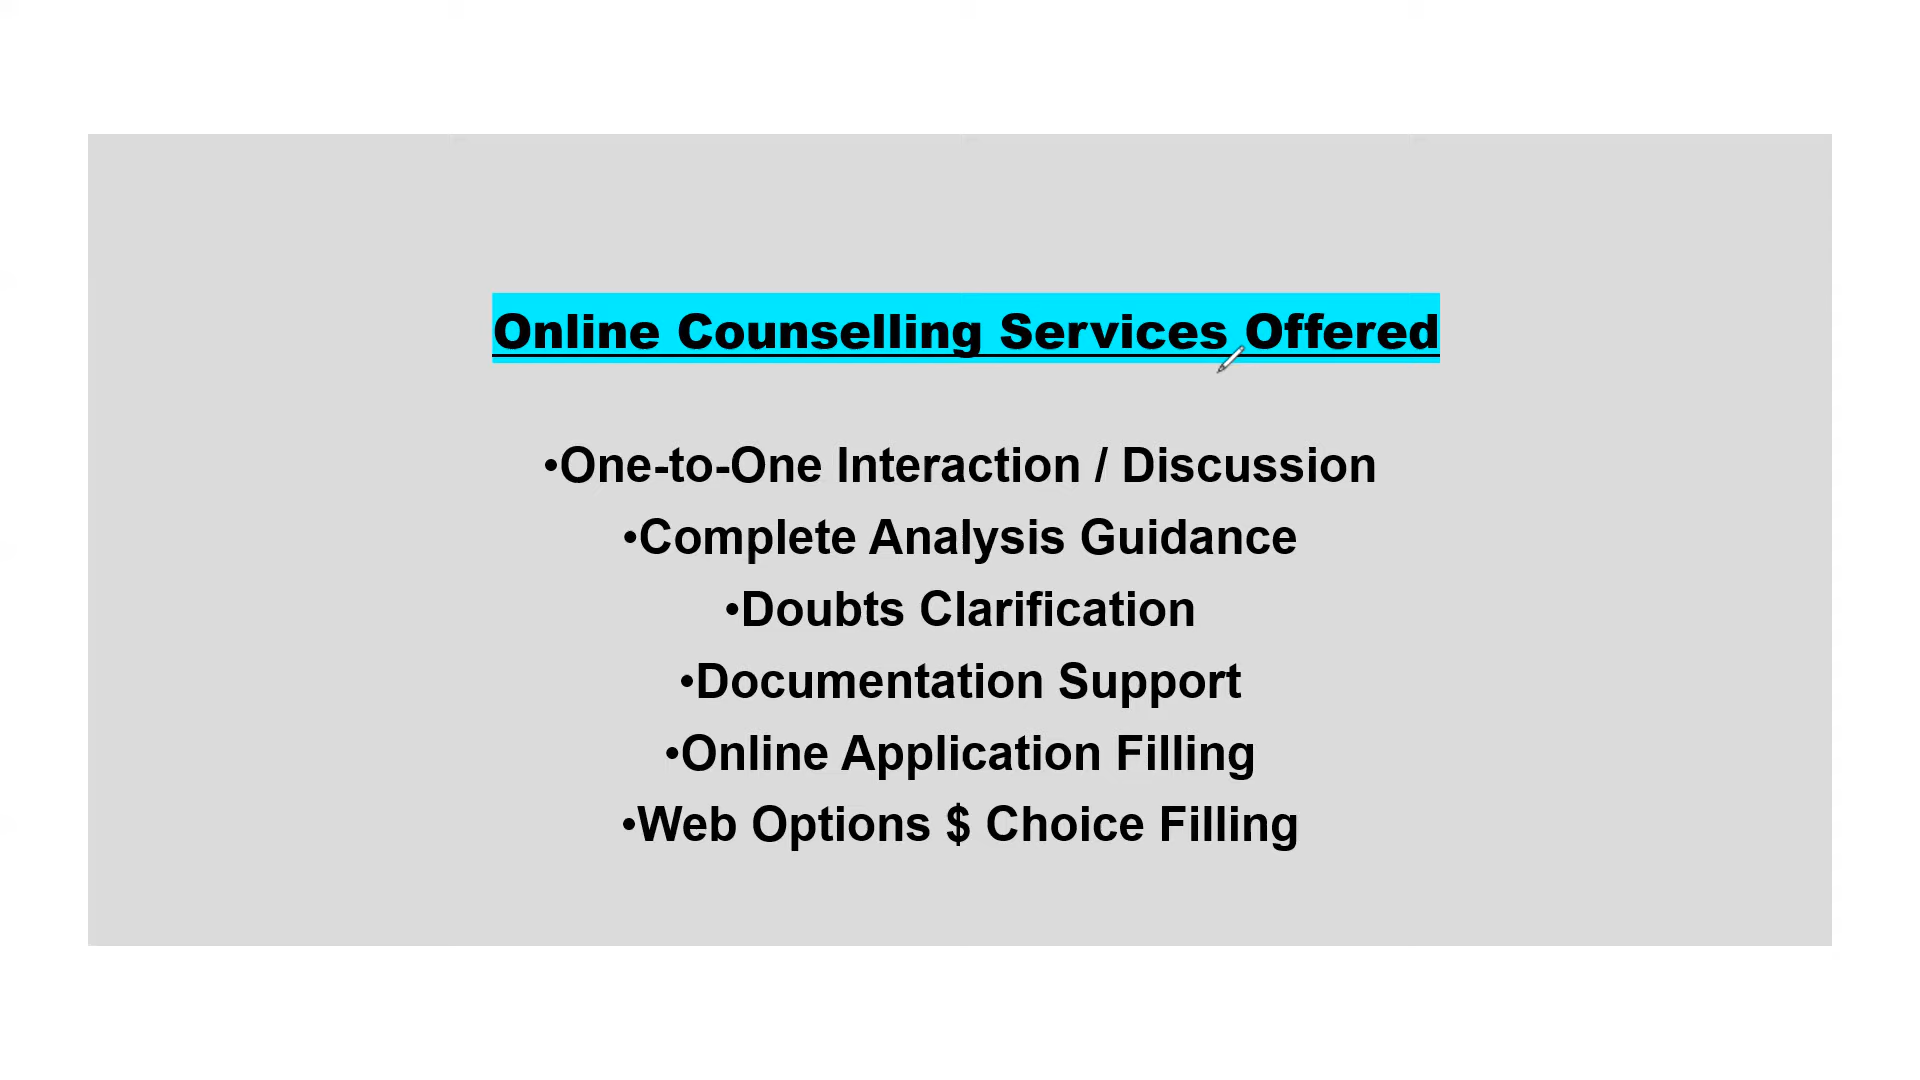 Online Counselling Services Offered
•One-to-One Interaction / Discussion
•Complete Analysis Guidance
•Doubts Clarification
•Documentation Support
•Online Application Filling
•Web Options $ Choice Filling